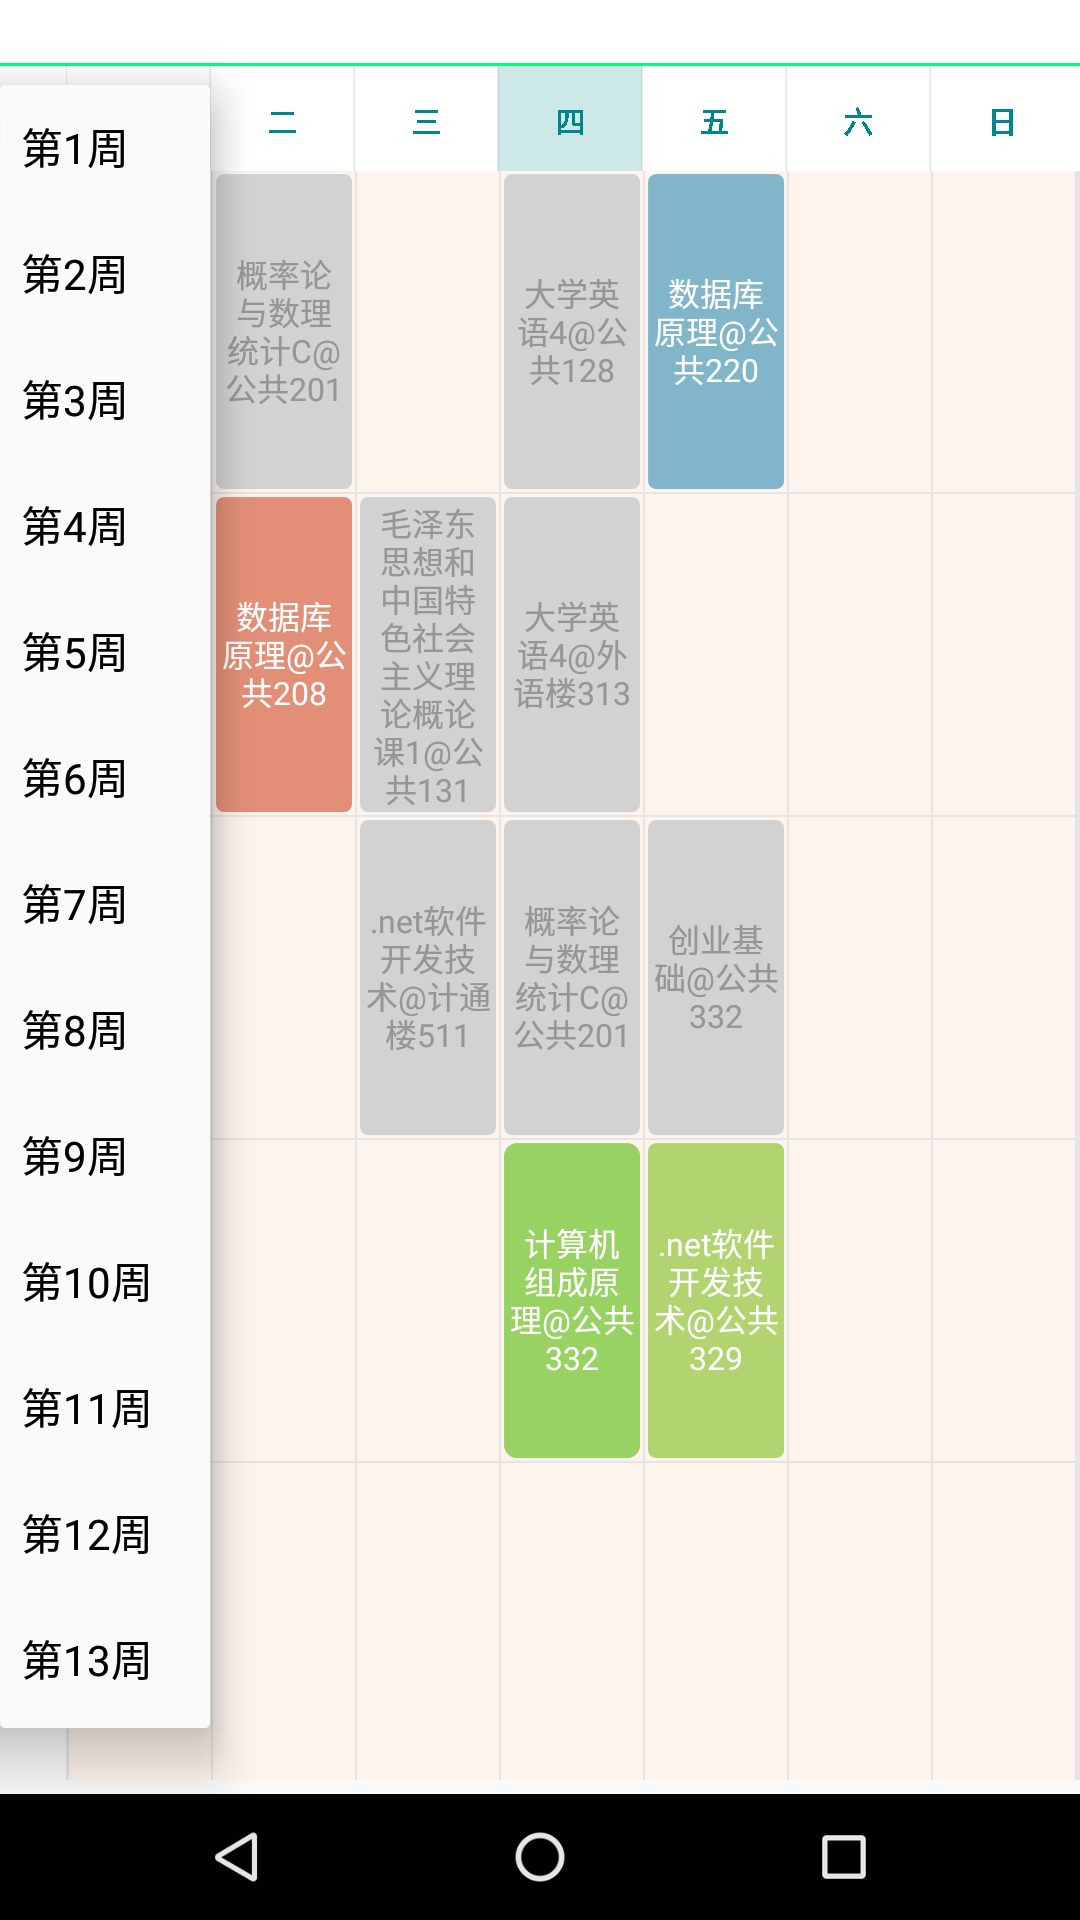 二
三
四
五
六
日
第1周
第2周
第3周
第4周
第5周
第6周
第7周
第8周
第9周
第10周
第11周
第12周
第13周
概率论
与数理
统计C@
公共201
大学英
语4@公
共128
数据库
原理@公
共220
数据库
原理@公
共208
毛泽东
思想和
中国特
色社会
主义理
论概论
课1@公
共131
大学英
语4@外
语楼313
.net软件
开发技
术@计通
楼511
概率论
与数理
统计C@
公共201
创业基
础@公共
332
计算机
组成原
理@公共
332
.net软件
开发技
术@公共
329